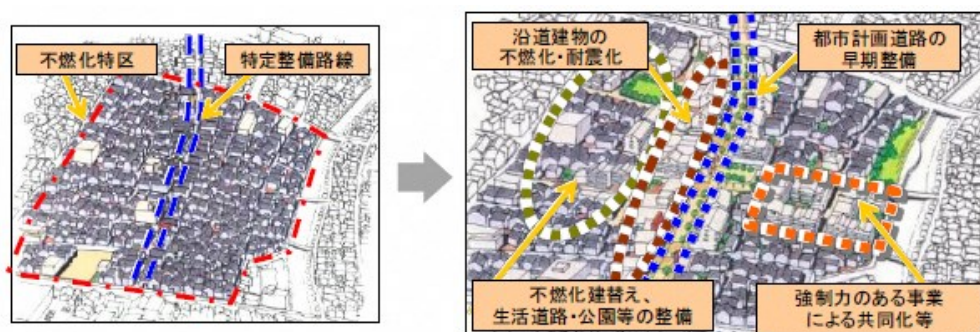 不燃化特区
特定整備路線
沿道建物の
不燃化・耐震化
都市計画道路の
早期整備
不燃化建替え、
生活道路・公園等の整備
強制力のある事業
による共同化等